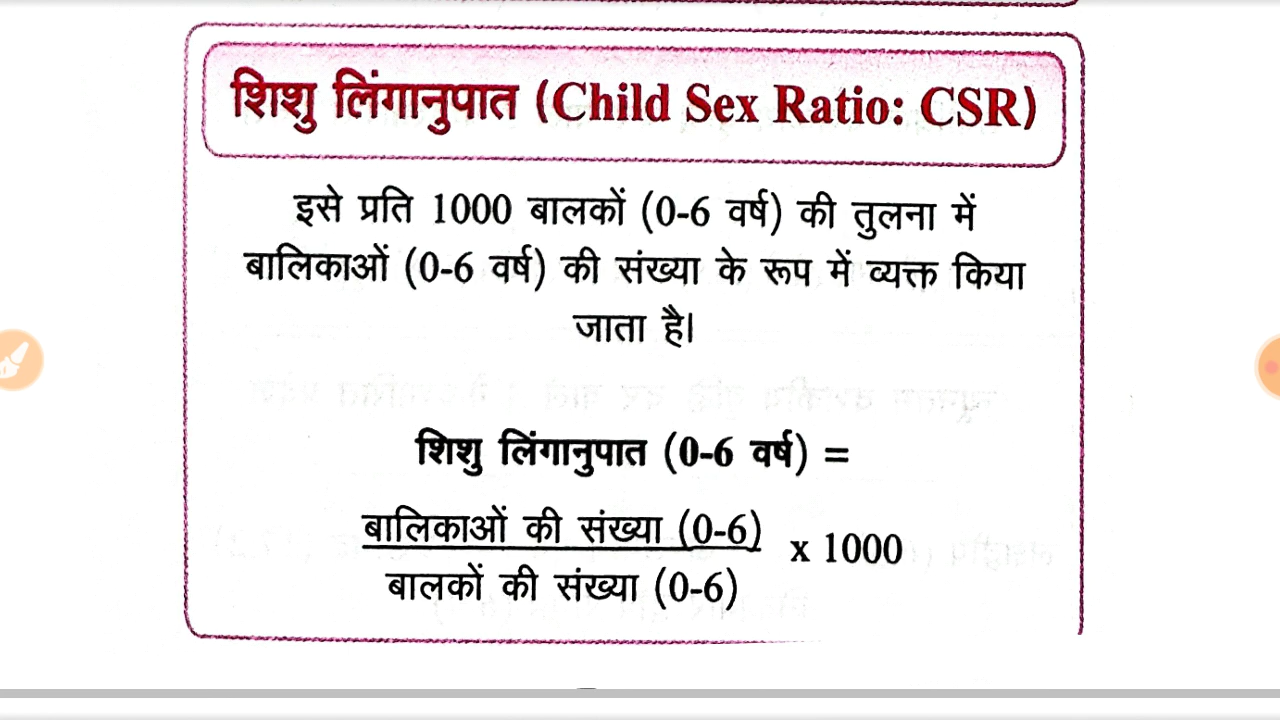 शिशु लिंगानुपात (Child Sex Ratio: CSR)
इसे प्रति 1000 बालकों (0-6 वर्ष) की तुलना में
बालिकाओं (0-6 वर्ष) की संख्या के रूप में व्यक्त किया
जाता है।
शिशु लिंगानुपात (0-6 वर्ष) =
बालिकाओं की संख्या (0-6)
x 1000
बालकों की संख्या (0-6)